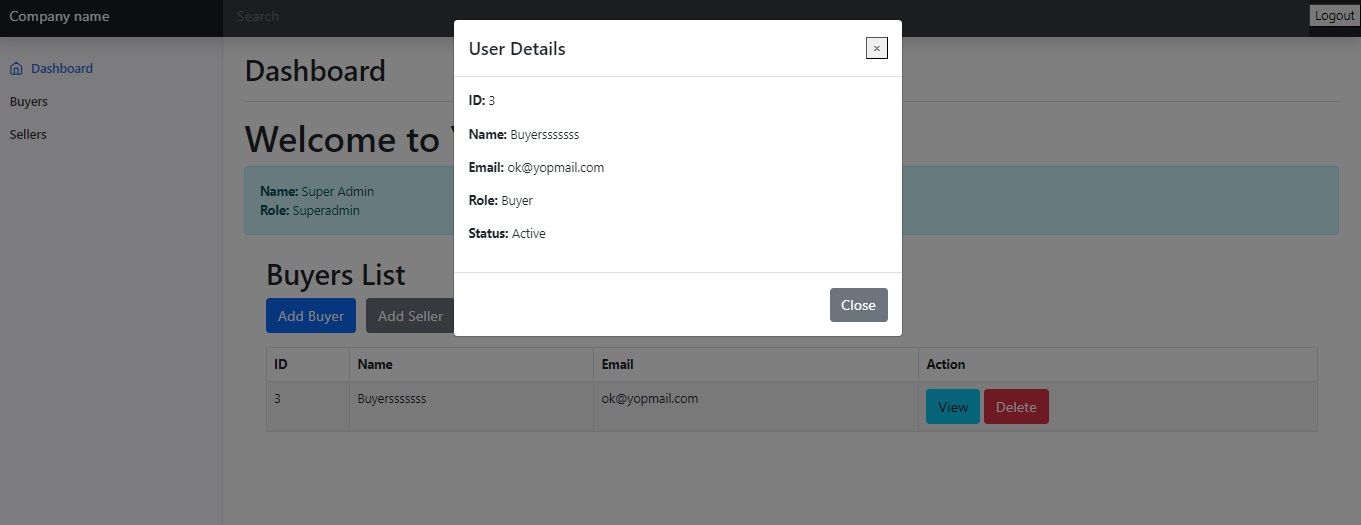 Company name
Search
Logout
Dashboard
Buyers
Sellers
Dashboard
Welcome to
Name: Super Admin
Role: Superadmin
User Details
×
ID: 3
Name: Buyersssssss
Email: ok@yopmail.com
Role: Buyer
Status: Active
Close
Buyers List
Add Buyer
Add Seller
ID Name Email Action
3 Buyersssssss ok@yopmail.com View Delete